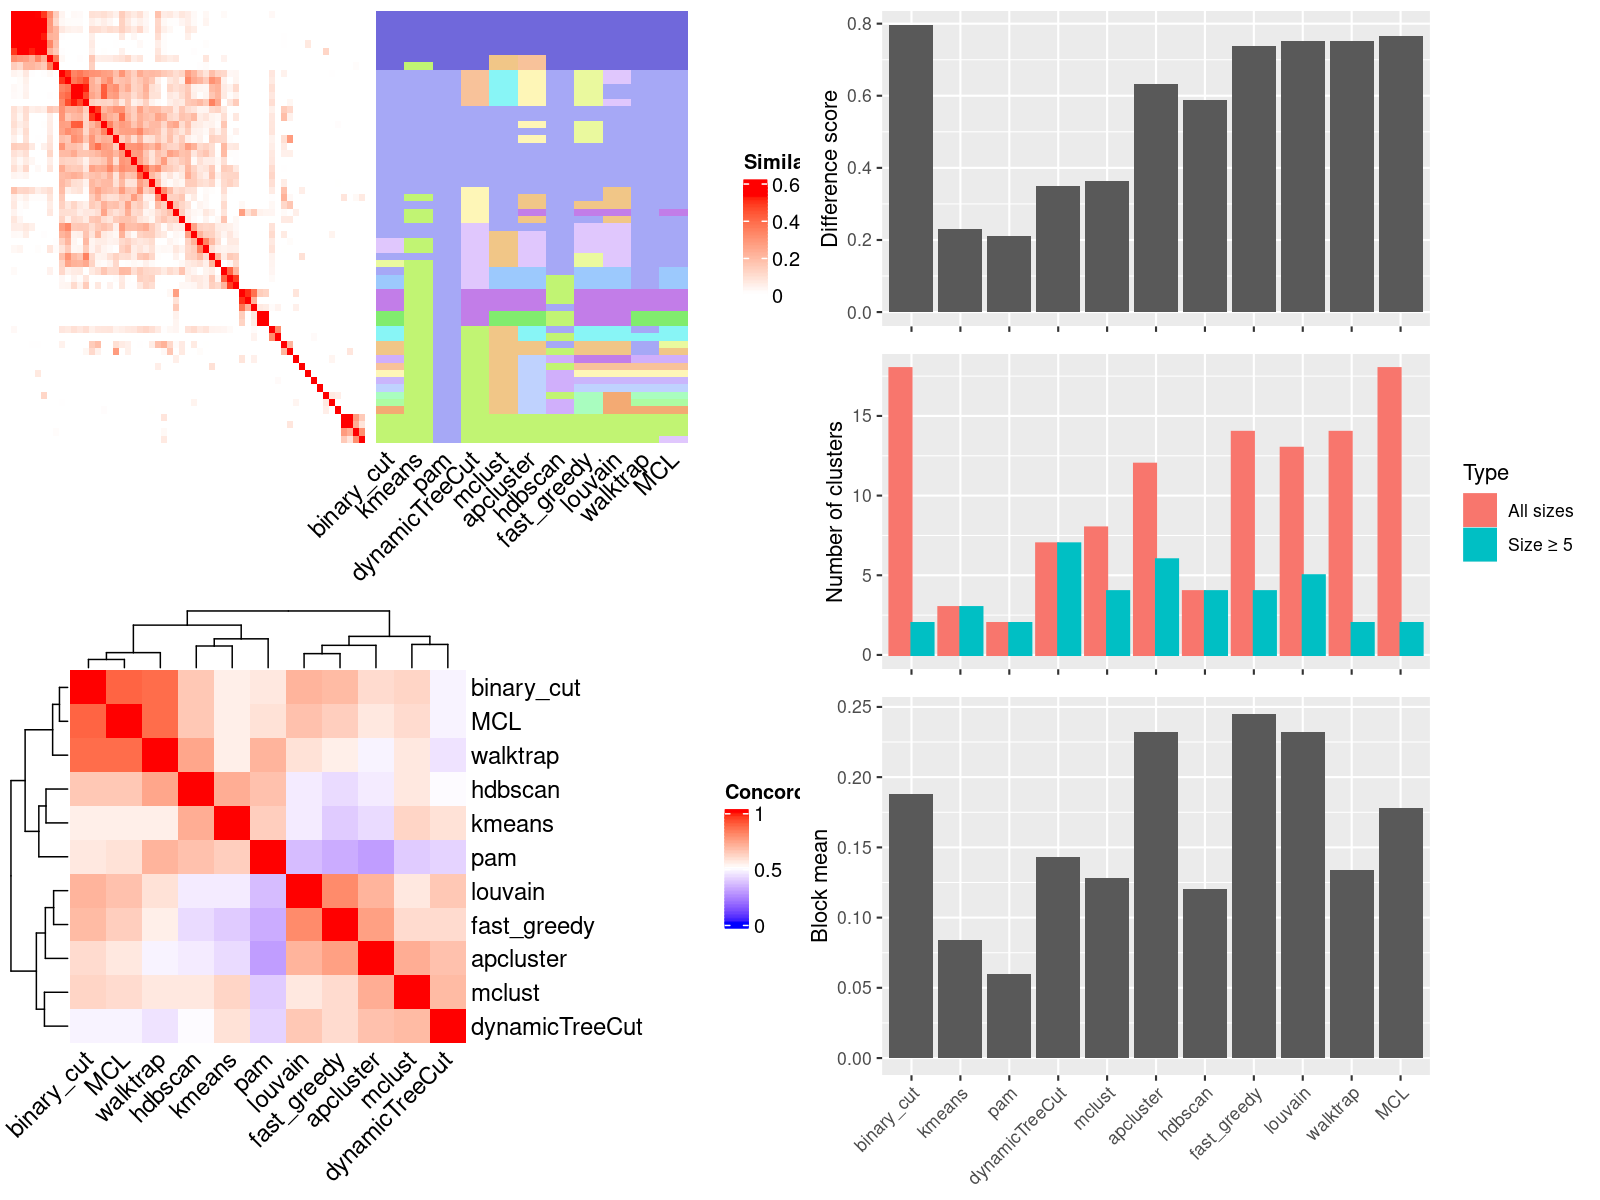 Simila
0.6
0.4
0.2
0
binary_cut
kmeans
pam
dynamicTreeCut
mclust
apcluster
hdbscan
fast_greedy
louvain
walktrap
MCL
binary_cut
MCL
walktrap
hdbscan
kmeans
pam
louvain
fast_greedy
apcluster
mclust
dynamicTreeCut
Concord
1
0.5
0
binary_cut
MCL
walktrap
hdbscan
kmeans
pam
louvain
fast_greedy
apcluster
mclust
dynamicTreeCut
Difference score
0.8
0.6
0.4
0.2
0.0
Number of clusters
15
10
5
0
Type
All sizes
Size ≥ 5
Block mean
0.25
0.20
0.15
0.10
0.05
0.00
binary_cut
kmeans
pam
dynamicTreeCut
mclust
apcluster
hdbscan
fast_greedy
louvain
walktrap
MCL